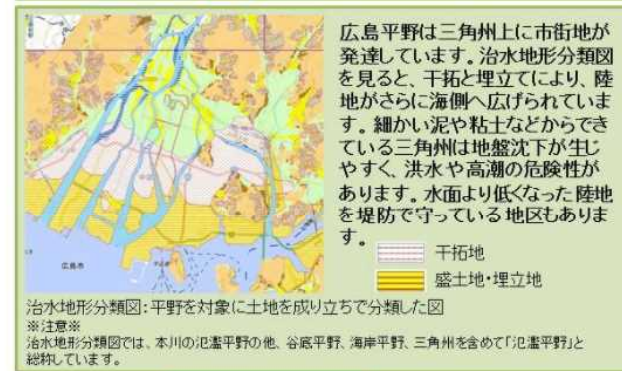 広島平野は三角州上に市街地が
発達しています。治水地形分類図
を見ると、干拓と埋立てにより、陸
地がさらに海側へ広げられていま
す。細かい泥や粘土などからでき
ている三角州は地盤沈下が生じ
やすく、洪水や高潮の危険性が
あります。水面より低くなった陸地
を堤防で守っている地区もありま
す。
干拓地
盛土地・埋立地
広島市
治水地形分類図：平野を対象に土地を成り立ちで分類した図
※注意※
治水地形分類図では、本川の氾濫平野の他、谷底平野、海岸平野、三角州を含めて「氾濫平野」と
総称しています。